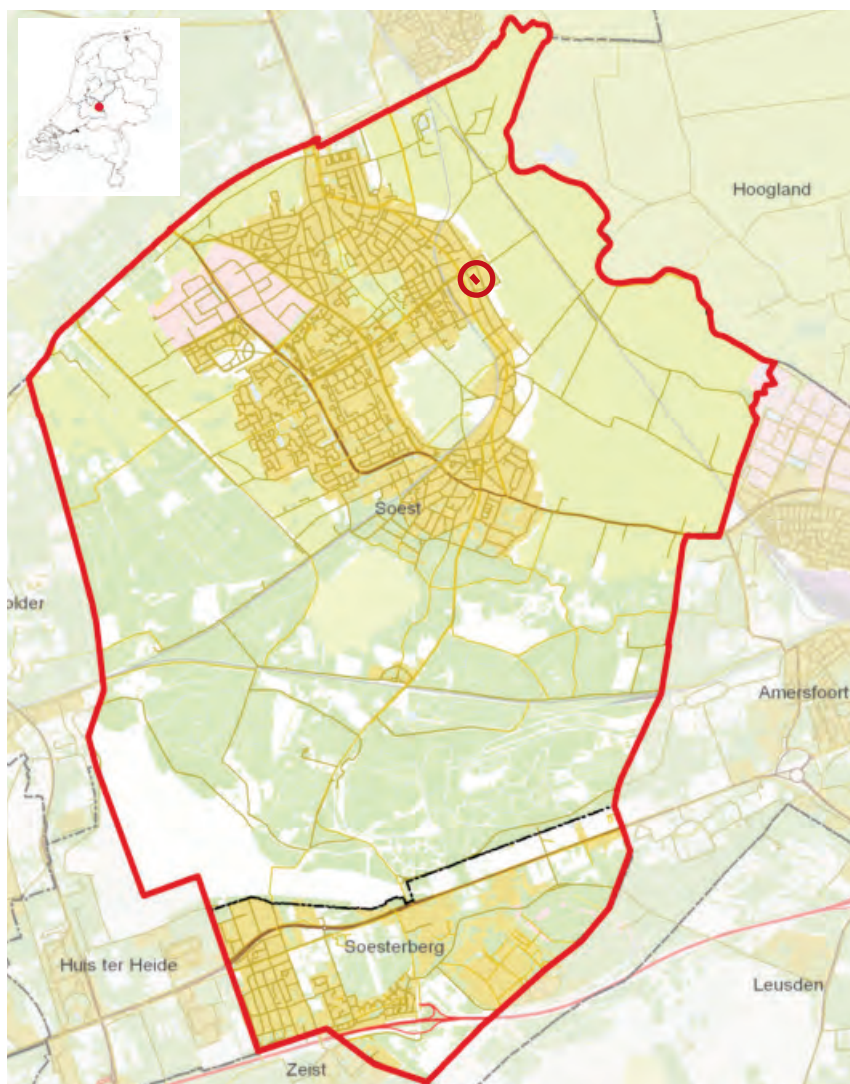 Hoogland
Soest
older
Amersfoort
Soesterberg
Huis ter Heide
Leusden
Zeist